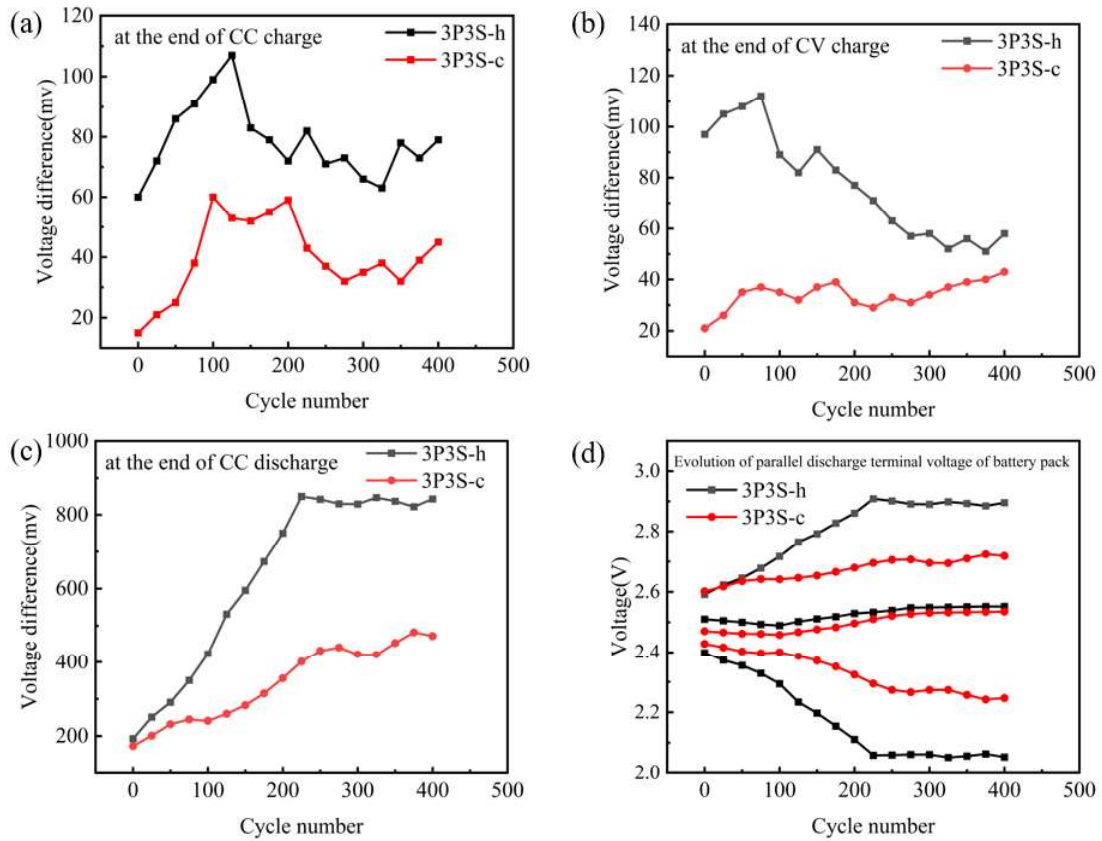 (a)
at the end of CC charge
3P3S-h
3P3S-c
Voltage difference(mv)
120
100
80
60
40
20
0 100 200 300 400 500
Cycle number
(b)
at the end of CV charge
3P3S-h
3P3S-c
Voltage difference(mv)
140
120
100
80
60
40
20
0 100 200 300 400 500
Cycle number
(c)
at the end of CC discharge
3P3S-h
3P3S-c
Voltage difference(mv)
1000
800
600
400
200
0 100 200 300 400 500
Cycle number
(d)
Evolution of parallel discharge terminal voltage of battery pack
3P3S-h
3P3S-c
Voltage(V)
3.0
2.8
2.6
2.4
2.2
2.0
0 100 200 300 400 500
Cycle number